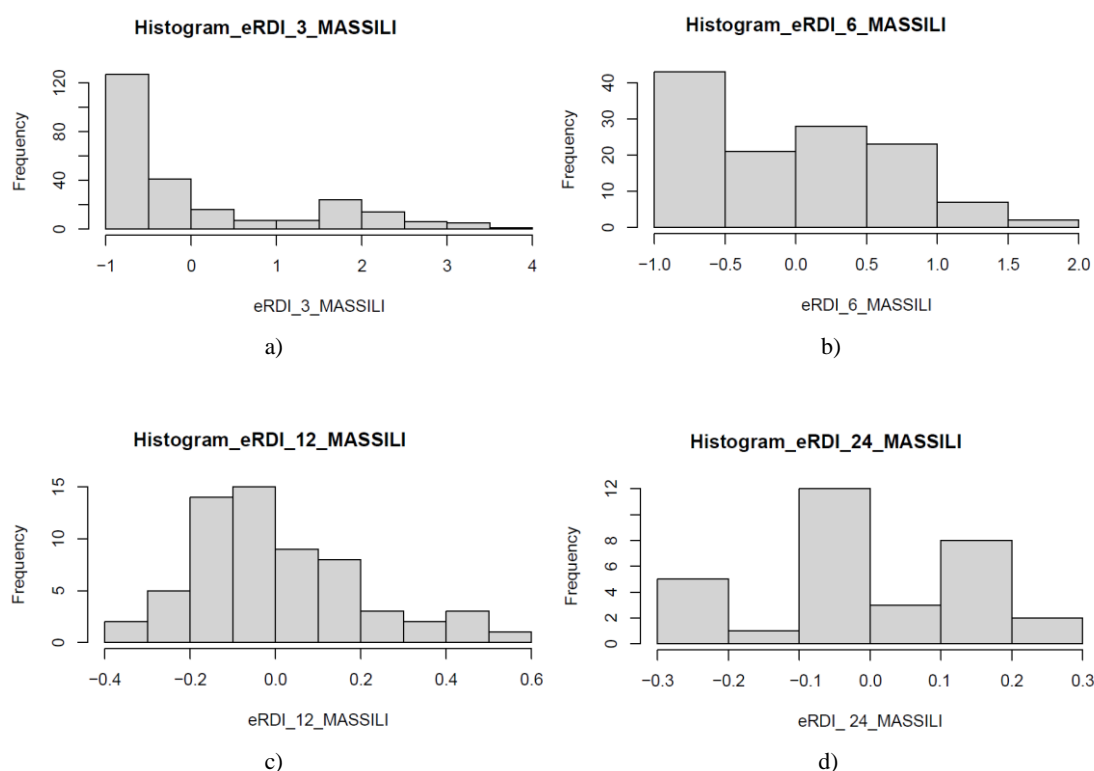 Histogram_eRDI_3_MASSILI
Frequency
0 40 80 120
−1 0 1 2 3 4
eRDI_3_MASSILI
a)
Histogram_eRDI_6_MASSILI
Frequency
0 10 20 30 40
−1.0 −0.5 0.0 0.5 1.0 1.5 2.0
eRDI_6_MASSILI
b)
Histogram_eRDI_12_MASSILI
Frequency
0 5 10 15
−0.4 −0.2 0.0 0.2 0.4 0.6
eRDI_12_MASSILI
c)
Histogram_eRDI_24_MASSILI
Frequency
0 2 4 6 8 12
−0.3 −0.2 −0.1 0.0 0.1 0.2 0.3
eRDI_ 24_MASSILI
d)